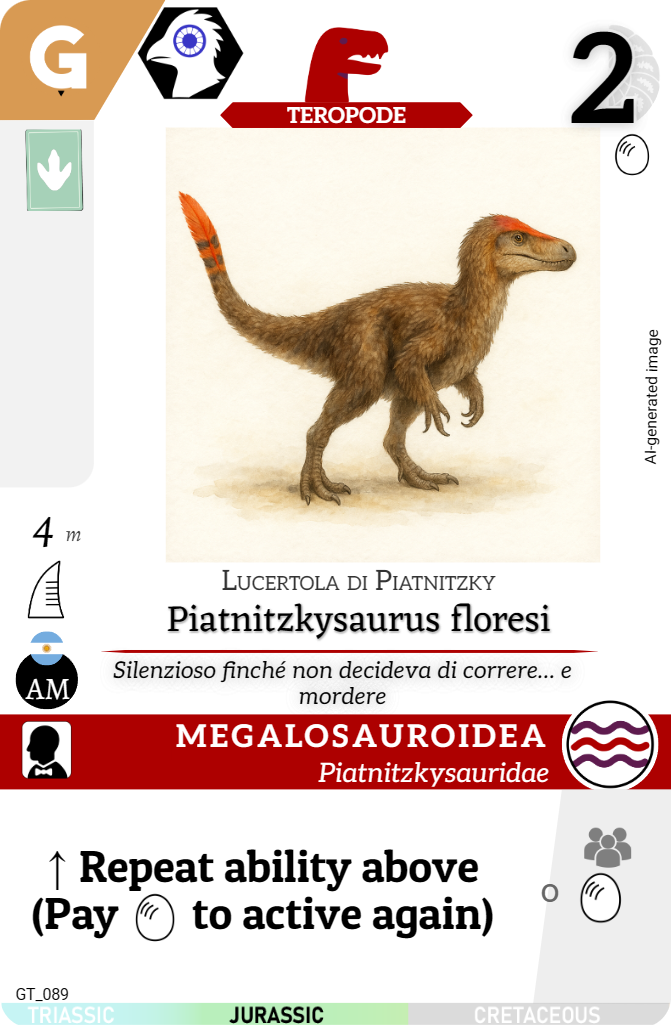 G
2
TEROPODE
AI-generated image
4 m
Lucertola di Piatnitzky
Piatnitzkysaurus floresi
Silenzioso finché non decideva di correre... e
mordere
AM
MEGALOSAUROIDEA
Piatnitzkysauridae
↑ Repeat ability above
(Pay to active again)
O
GT_089
TRIASSIC JURASSIC CRETACEOUS